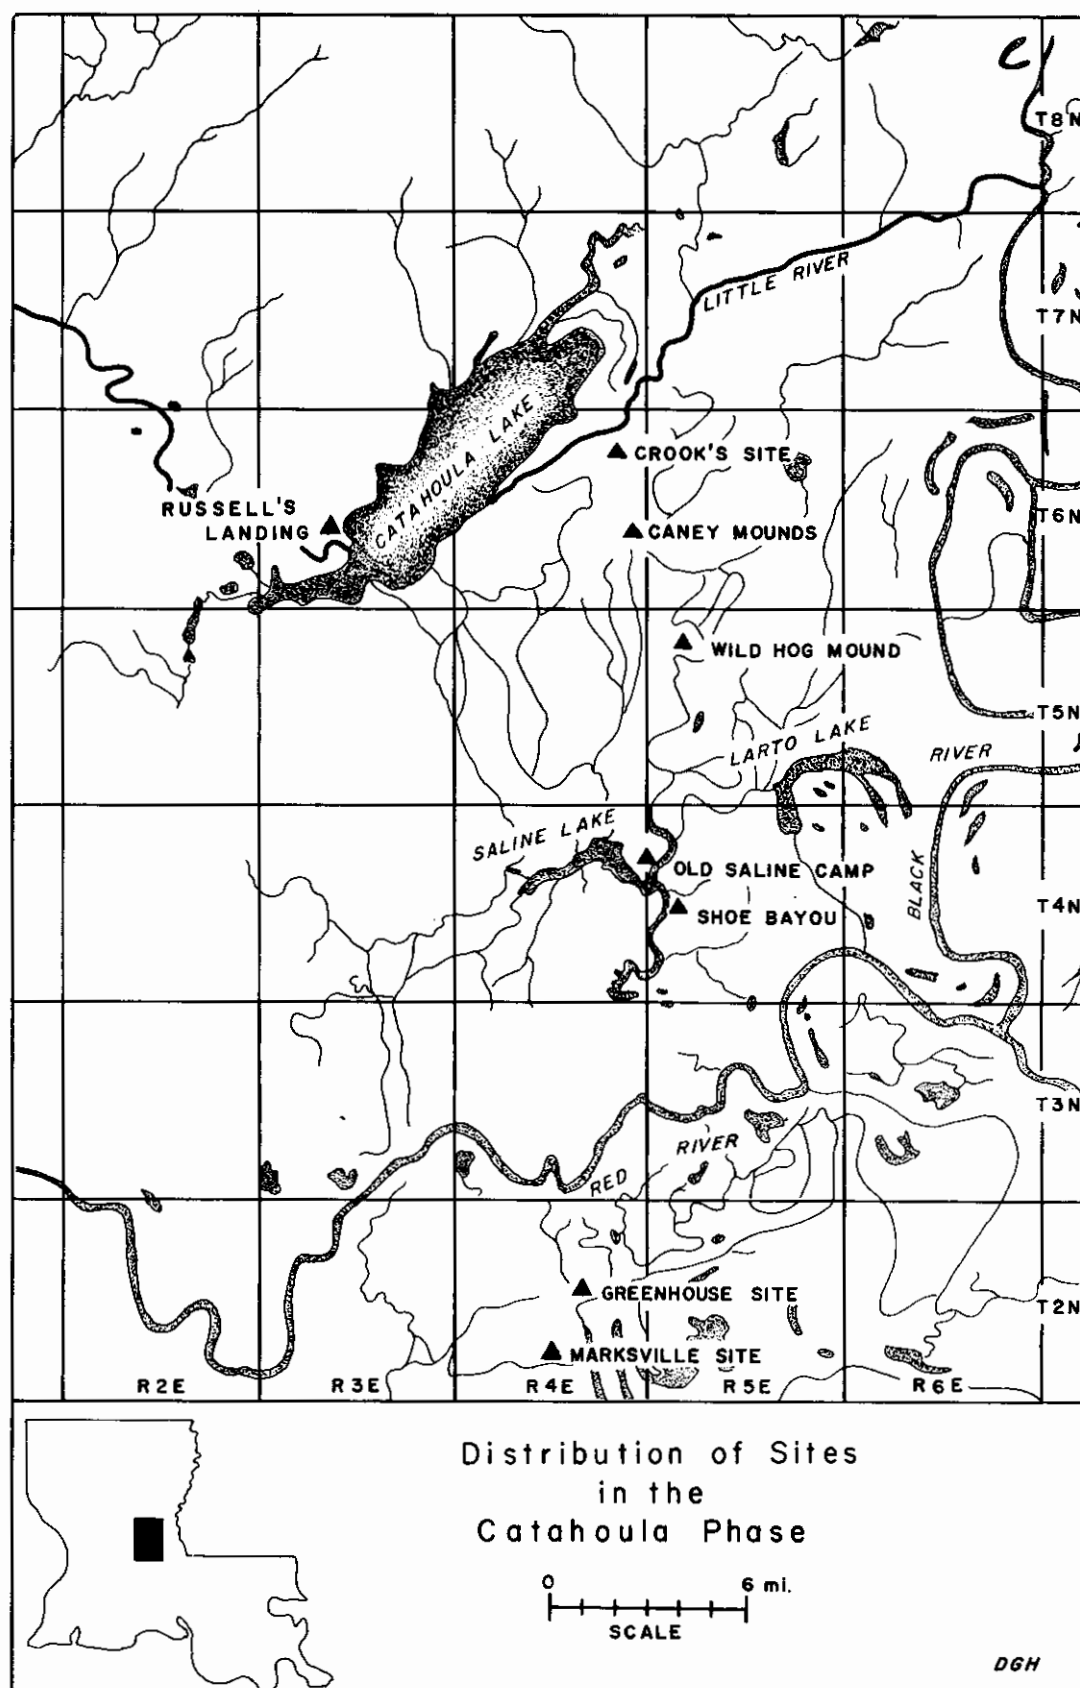 T8N
LITTLE RIVER
T7N
CATAHOULA LAKE
CROOK'S SITE
RUSSELL'S
LANDING
T6N
CANEY MOUNDS
WILD HOG MOUND
T5N
LARTO LAKE
RIVER
BLACK
SALINE LAKE
OLD SALINE CAMP
T4N
SHOE BAYOU
T3N
RED
RIVER
GREENHOUSE SITE
T2N
MARKSVILLE SITE
R2E
R3E
R4E
R5E
R6E
Distribution of Sites
in the
Catahoula Phase
0
6 mi.
SCALE
DGH